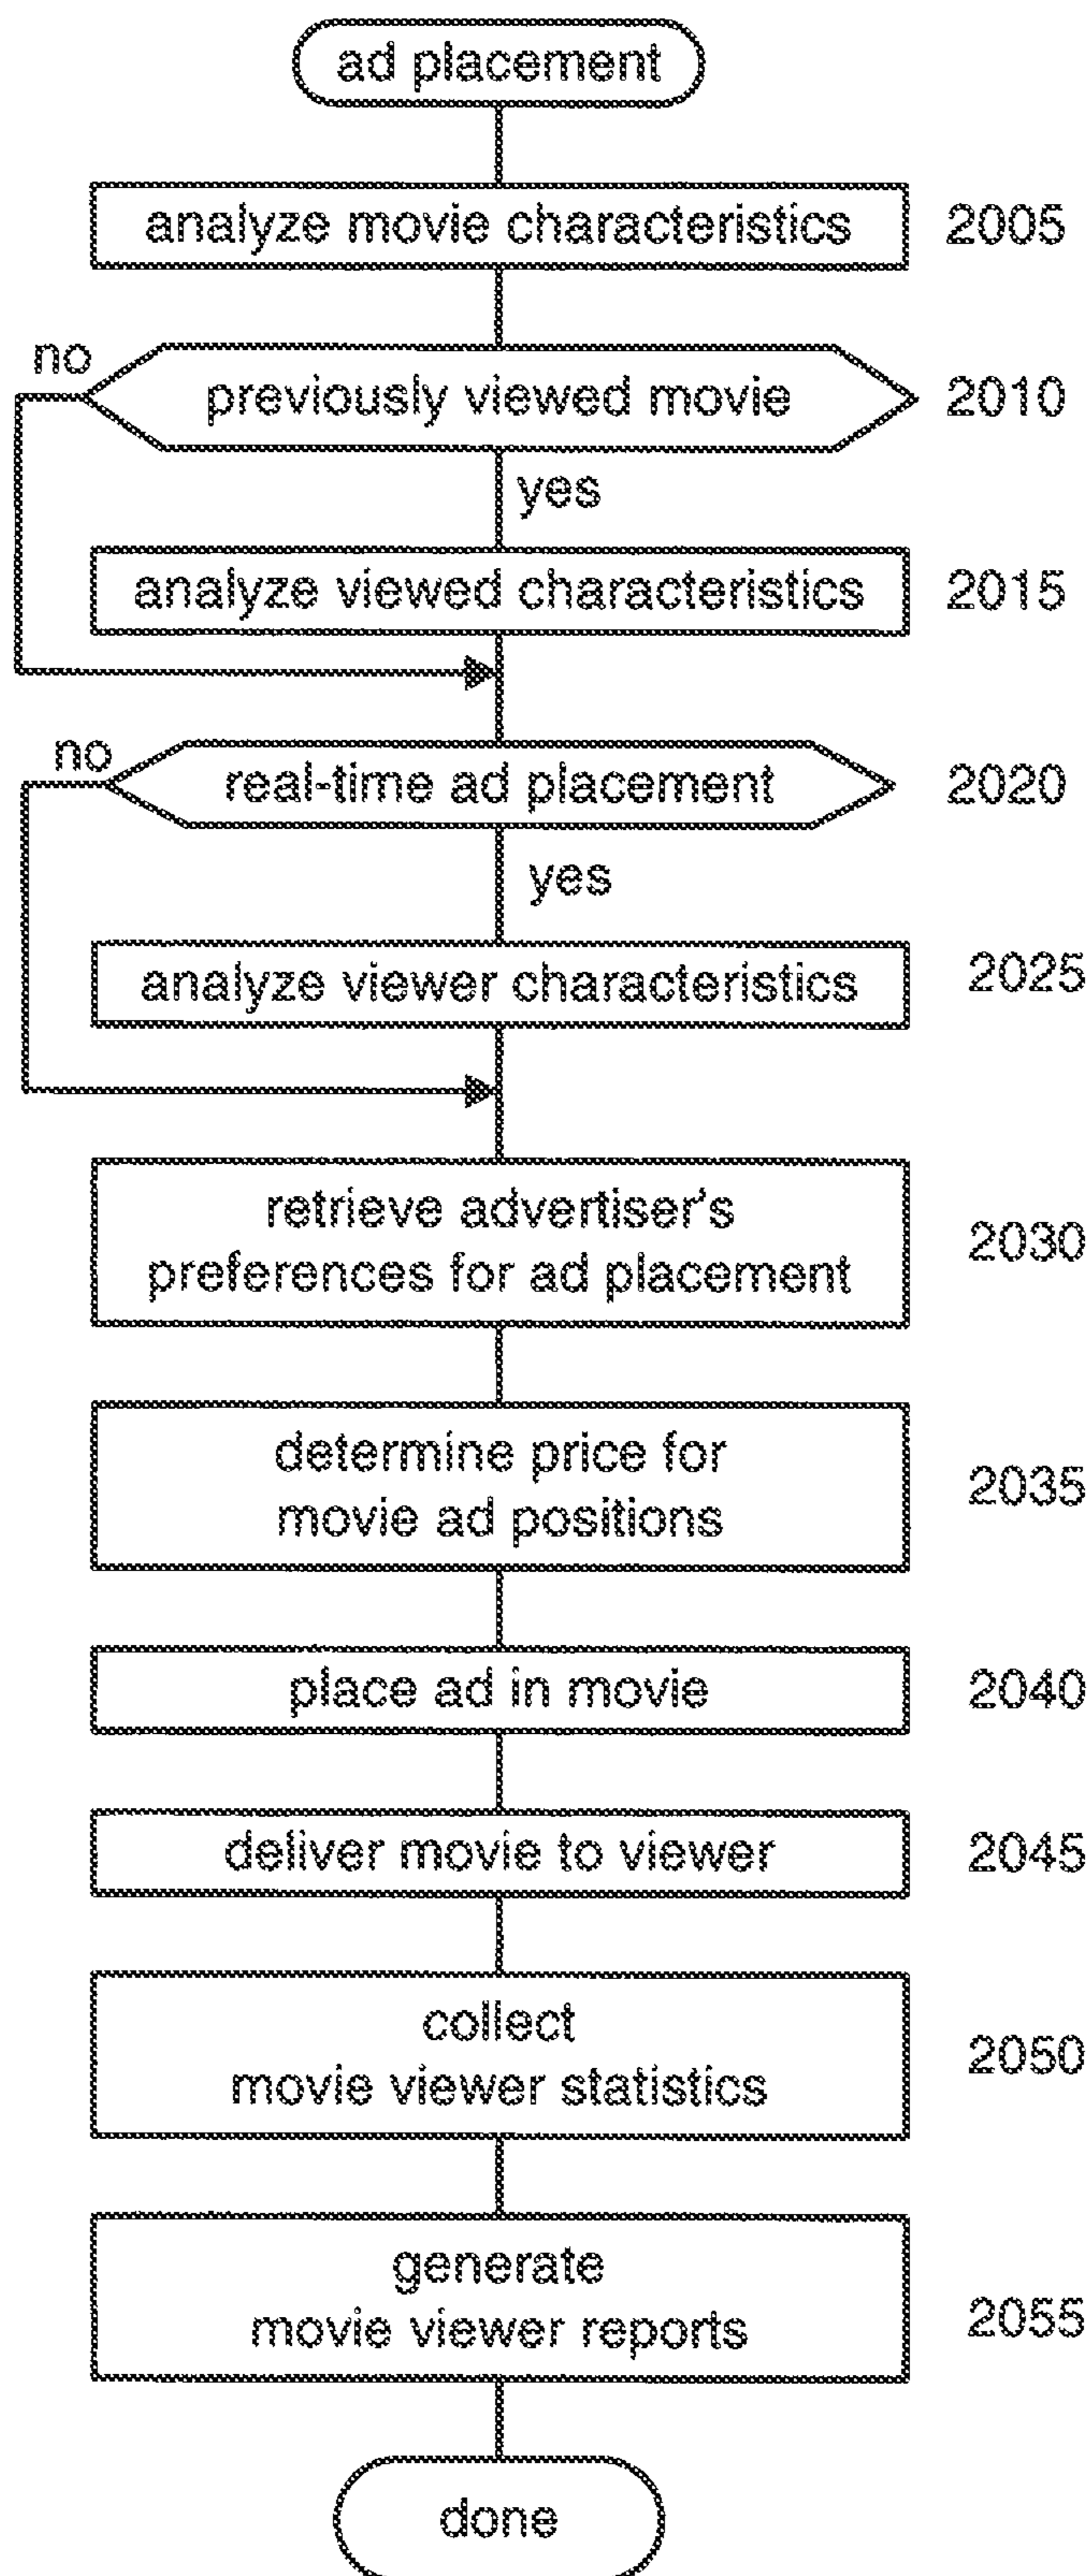 ad placement
analyze movie characteristics 2005
no
previously viewed movie 2010
yes
analyze viewed characteristics 2015
no
real-time ad placement 2020
yes
analyze viewer characteristics 2025
retrieve advertiser's
preferences for ad placement 2030
determine price for
movie ad positions 2035
place ad in movie 2040
deliver movie to viewer 2045
collect
movie viewer statistics 2050
generate
movie viewer reports 2055
done